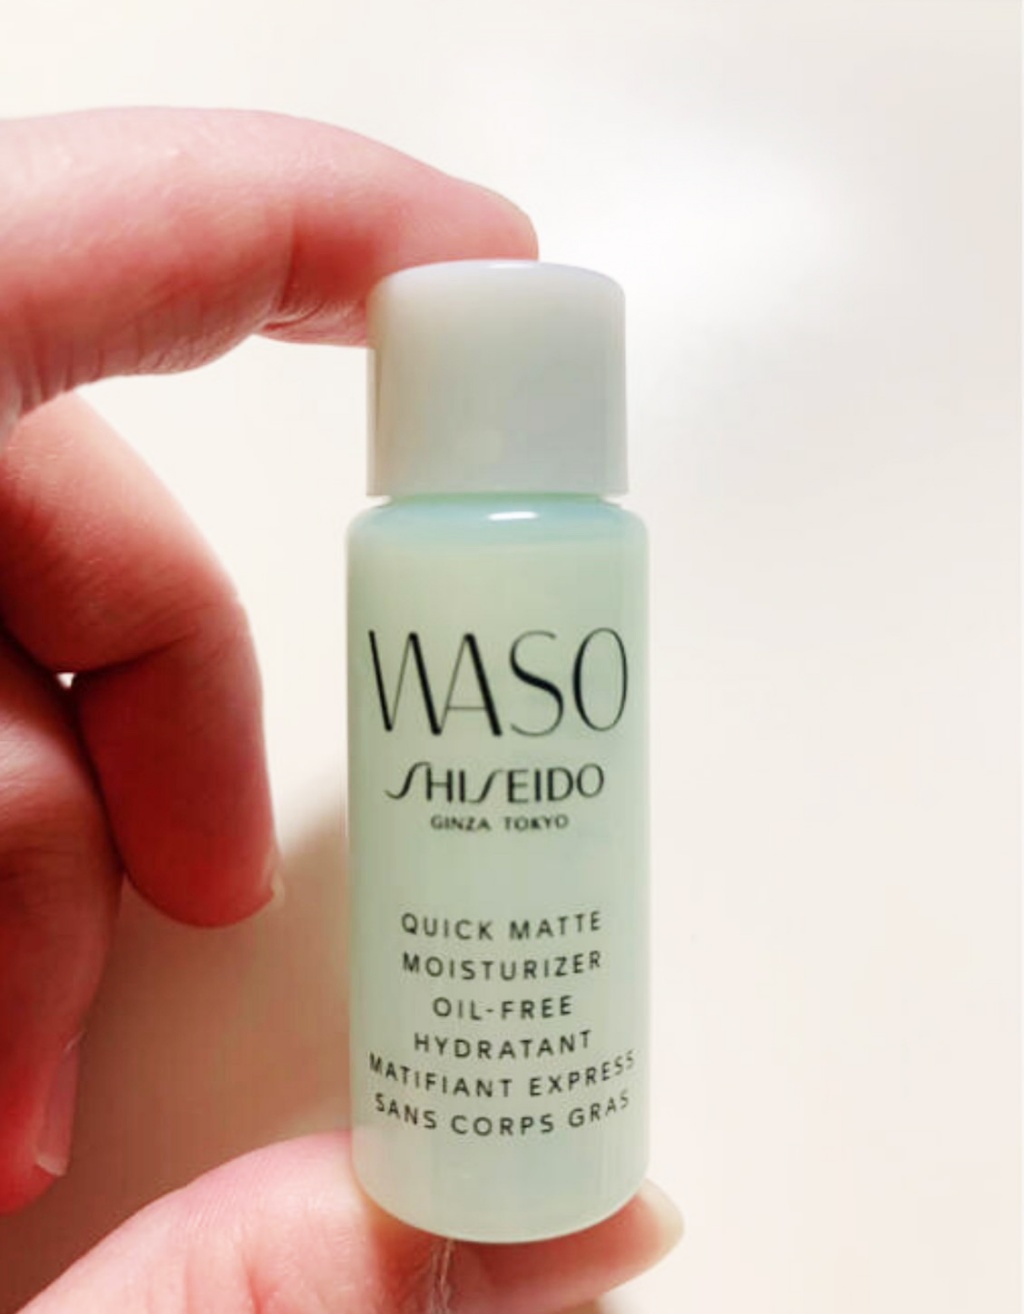 WASO
SHISEIDO
GINZA TOKYO
QUICK MATTE
MOISTURIZER
OIL-FREE
HYDRATANT
MATIFIANT EXPRESS
SANS CORPS GRAS